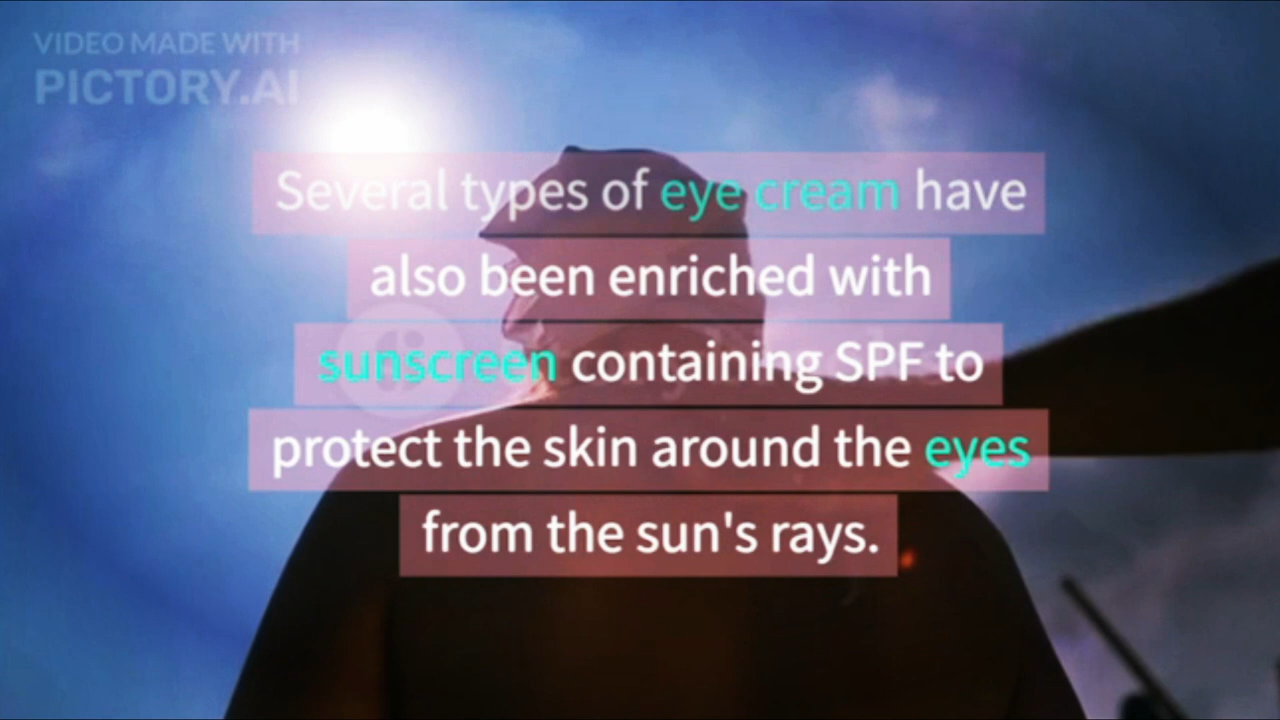 VIDEO MADE WITH
PICTORY.AI
Several types of eye cream have
also been enriched with
sunscreen containing SPF to
protect the skin around the eyes
from the sun's rays.